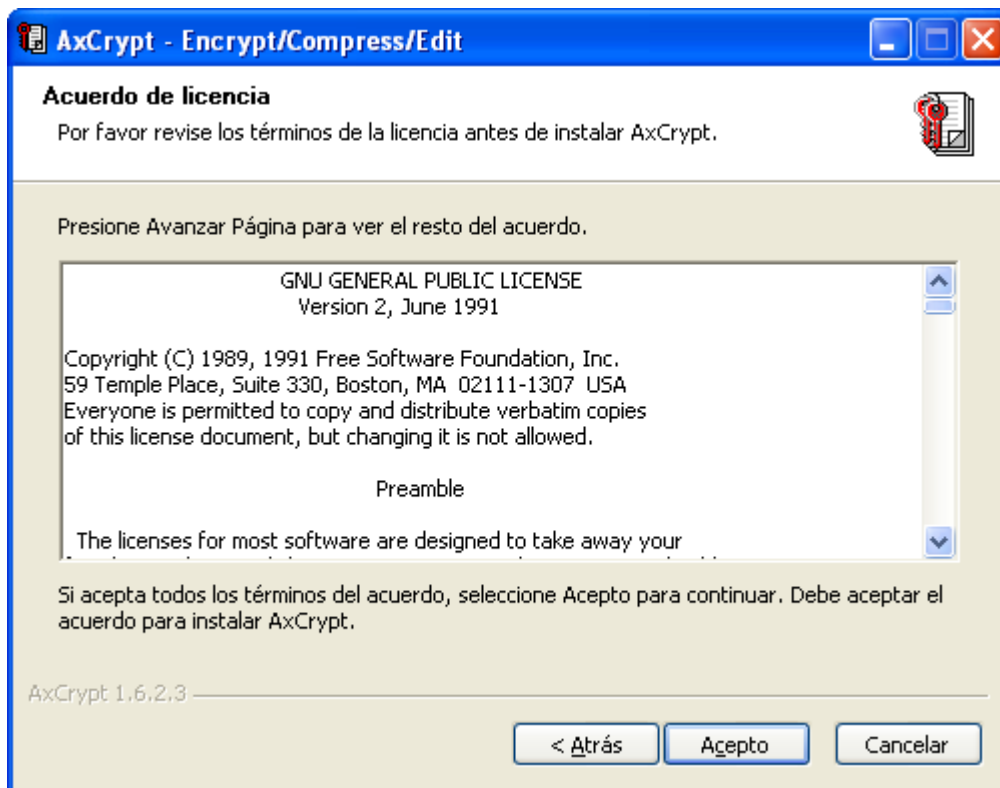 AxCrypt - Encrypt/Compress/Edit
Acuerdo de licencia
Por favor revise los términos de la licencia antes de instalar AxCrypt.
Presione Avanzar Página para ver el resto del acuerdo.
GNU GENERAL PUBLIC LICENSE
Version 2, June 1991
Copyright (C) 1989, 1991 Free Software Foundation, Inc.
59 Temple Place, Suite 330, Boston, MA  02111-1307  USA
Everyone is permitted to copy and distribute verbatim copies
of this license document, but changing it is not allowed.
Preamble
The licenses for most software are designed to take away your
Si acepta todos los términos del acuerdo, seleccione Acepto para continuar. Debe aceptar el
acuerdo para instalar AxCrypt.
AxCrypt 1.6.2.3
< Atrás
Acepto
Cancelar